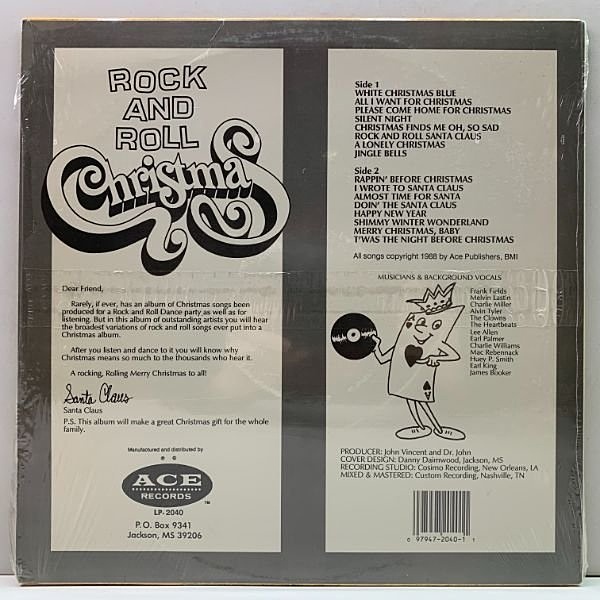 ROCK
AND
ROLL
Christmas
Dear Friend,
Rarely, if ever, has an album of Christmas songs been
produced for a Rock and Roll Dance party as well as for
listening. But in this album of outstanding artists you will hear
the broadest variations of rock and roll songs ever put into a
Christmas album.
After you listen and dance to it you will know why
Christmas means so much to the thousands who hear it.
A rocking, Rolling Merry Christmas to all!
Santa Claus
Santa Claus
P.S. This album will make a great Christmas gift for the whole
family.
Manufactured and distributed by
℗ ©
ACE
RECORDS
TM
LP-2040
P.O. Box 9341
Jackson, MS 39206
Side 1
WHITE CHRISTMAS BLUE
ALL I WANT FOR CHRISTMAS
PLEASE COME HOME FOR CHRISTMAS
SILENT NIGHT
CHRISTMAS FINDS ME OH, SO SAD
ROCK AND ROLL SANTA CLAUS
A LONELY CHRISTMAS
JINGLE BELLS
Side 2
RAPPIN' BEFORE CHRISTMAS
I WROTE TO SANTA CLAUS
ALMOST TIME FOR SANTA
DOIN' THE SANTA CLAUS
HAPPY NEW YEAR
SHIMMY WINTER WONDERLAND
MERRY CHRISTMAS, BABY
T'WAS THE NIGHT BEFORE CHRISTMAS
All songs copyright 1988 by Ace Publishers, BMI
MUSICIANS & BACKGROUND VOCALS
Frank Fields
Melvin Lastin
Charlie Miller
Alvin Tyler
The Clowns
The Heartbeats
Lee Allen
Earl Palmer
Charlie Williams
Mac Rebennack
Huey P. Smith
Earl King
James Booker
A
A
PRODUCER: John Vincent and Dr. John
COVER DESIGN: Danny Dairnwood, Jackson, MS
RECORDING STUDIO: Cosimo Recording, New Orleans, LA
MIXED & MASTERED: Custom Recording, Nashville, TN
6 97947-2040-1 1